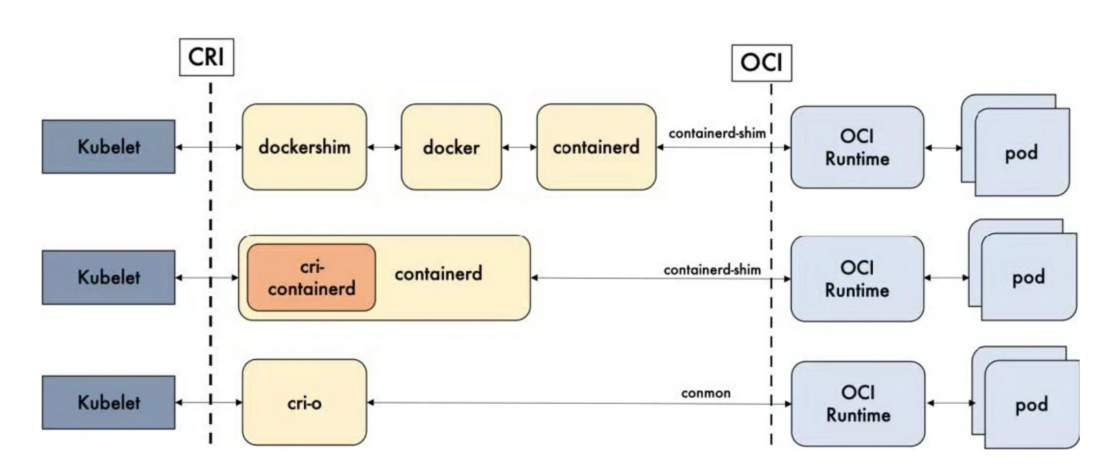 CRI
OCI
Kubelet
dockershim
docker
containerd
containerd-shim
OCI
Runtime
pod
Kubelet
cri-
containerd
containerd
containerd-shim
OCI
Runtime
pod
Kubelet
cri-o
conmon
OCI
Runtime
pod